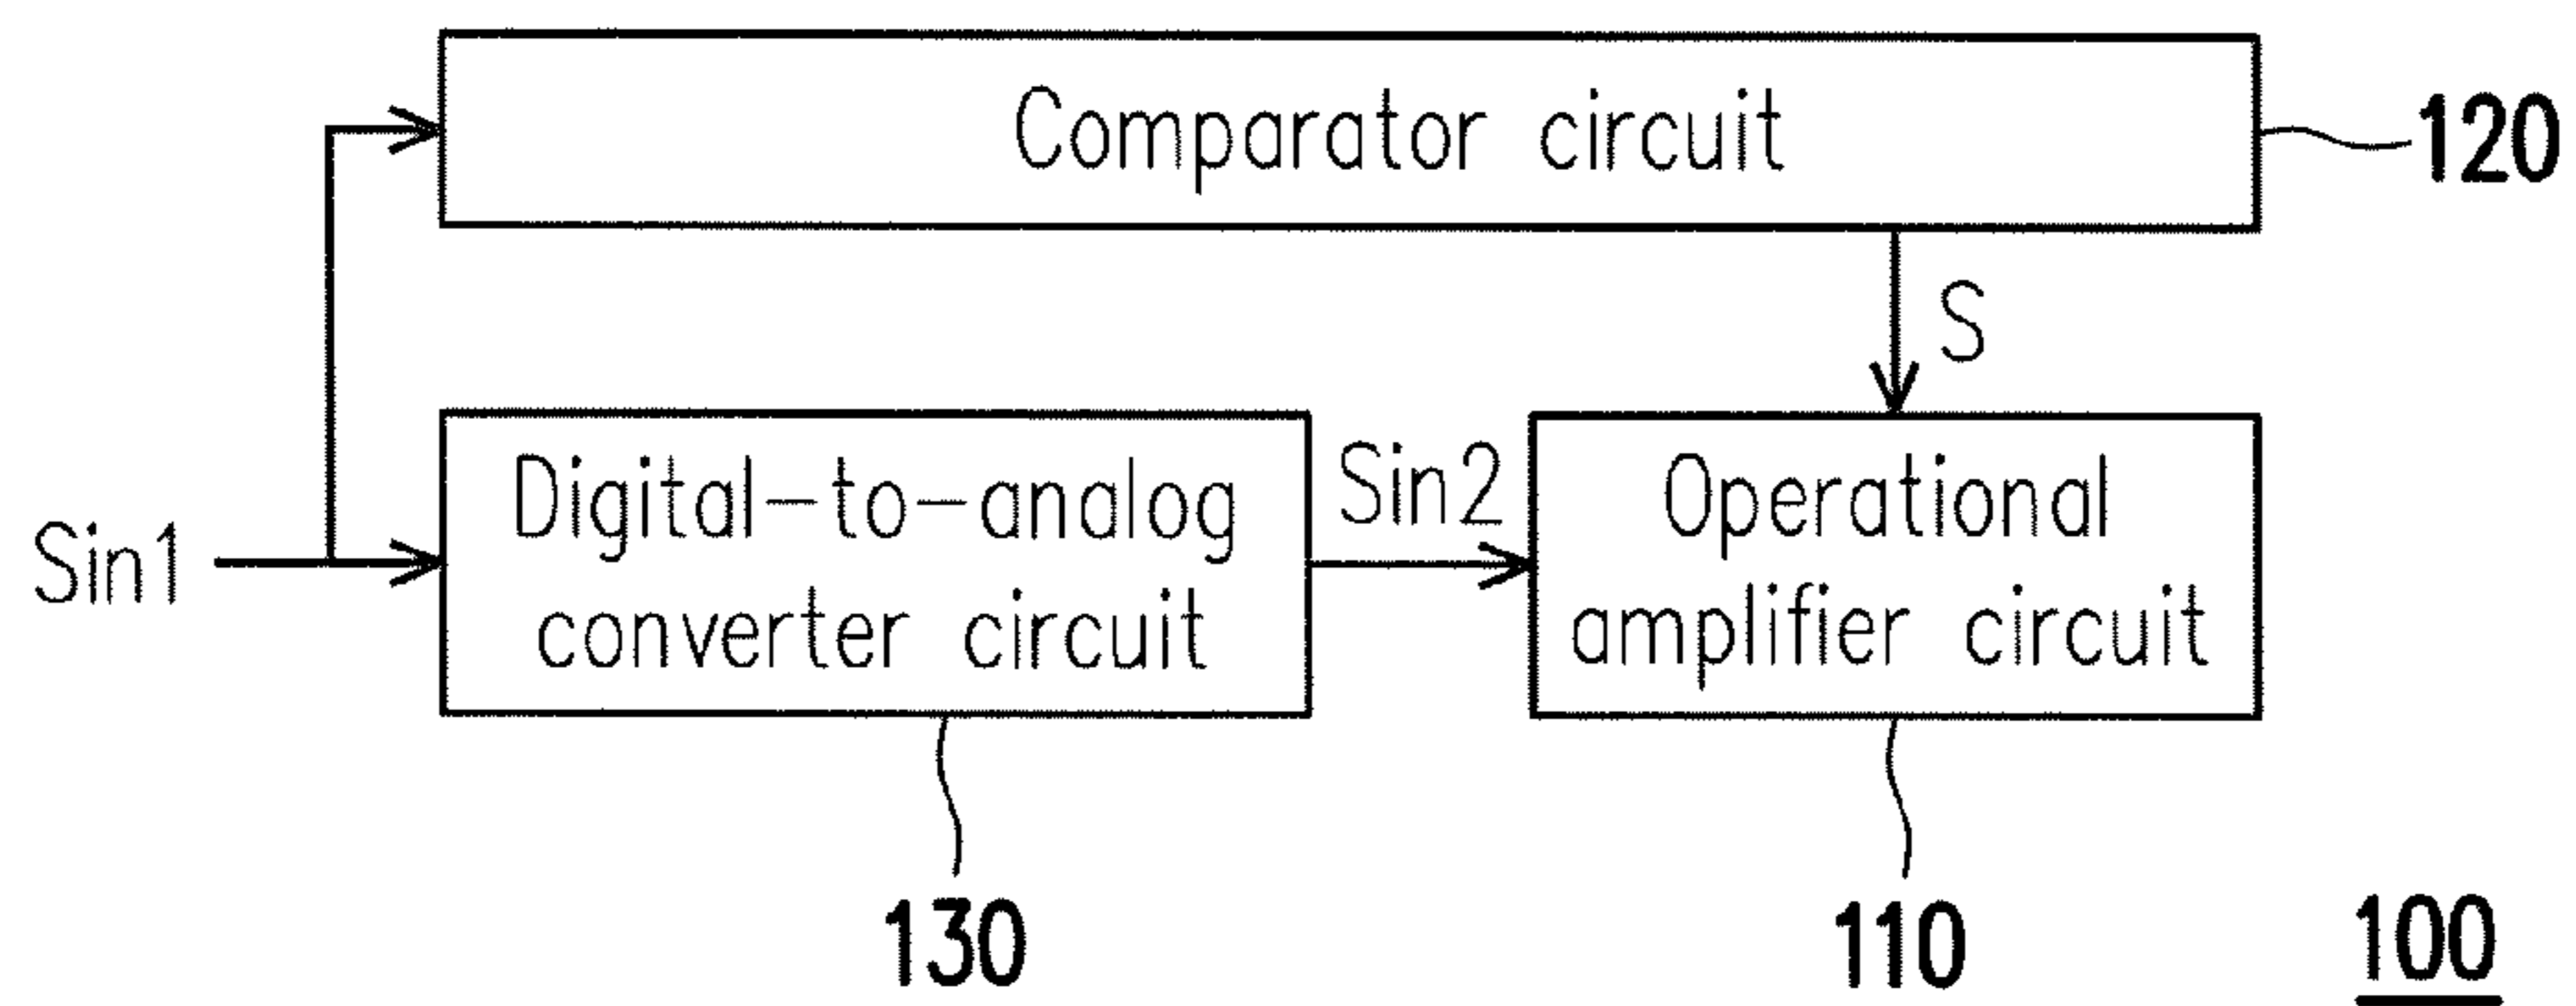 Comparator circuit
120
S
Sin1
Digital-to-analog
converter circuit
Sin2
Operational
amplifier circuit
130
110
100